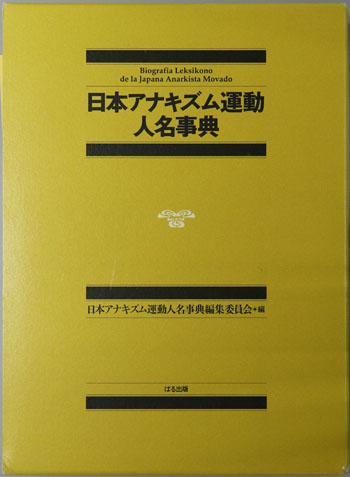 Biografia Leksikono
de la Japana Anarkista Movado
日本アナキズム運動
人名事典
日本アナキズム運動人名事典編集委員会•編
ぱる出版